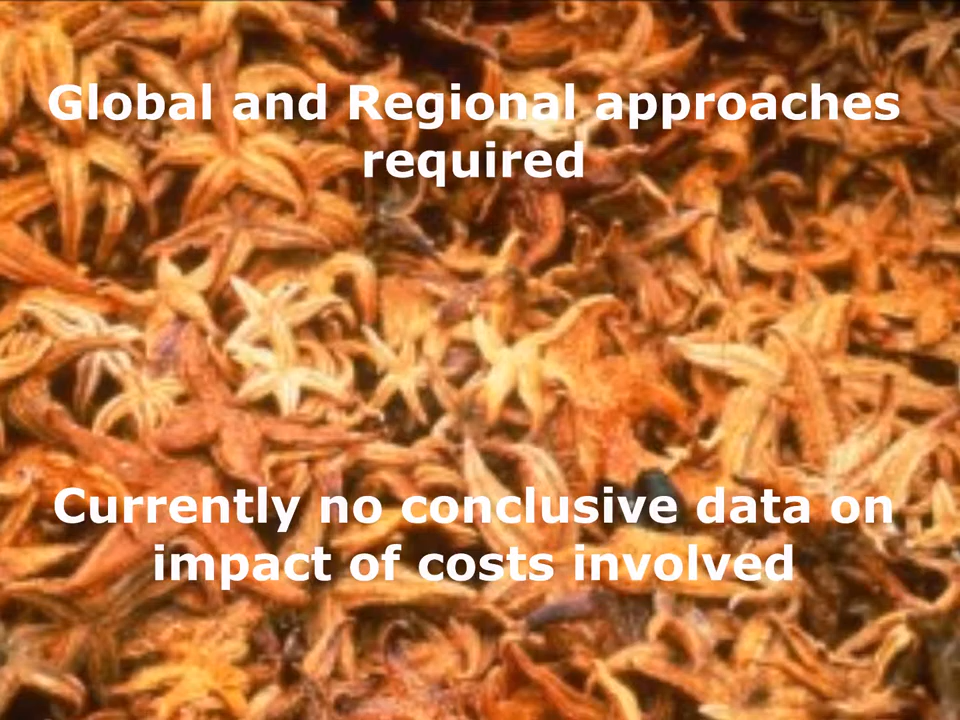 Global and Regional approaches
required
Currently no conclusive data on
impact of costs involved